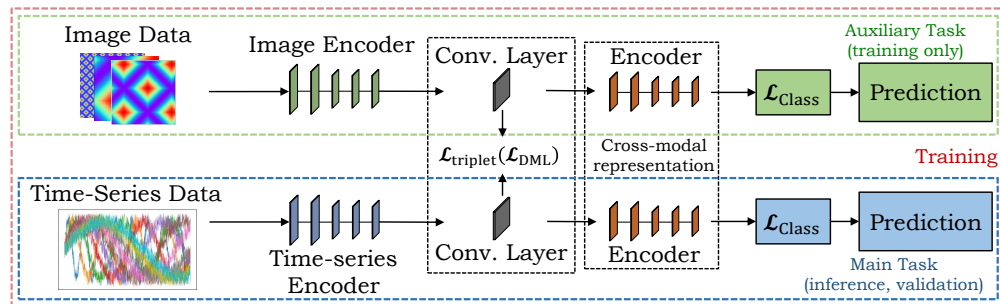 Image Data
Image Encoder
Conv. Layer
Encoder
Auxiliary Task
(training only)
𝓛Class
Prediction
𝓛triplet(𝓛DML)
Cross-modal
representation
Training
Time-Series Data
Time-series
Encoder
Conv. Layer
Encoder
𝓛Class
Prediction
Main Task
(inference, validation)